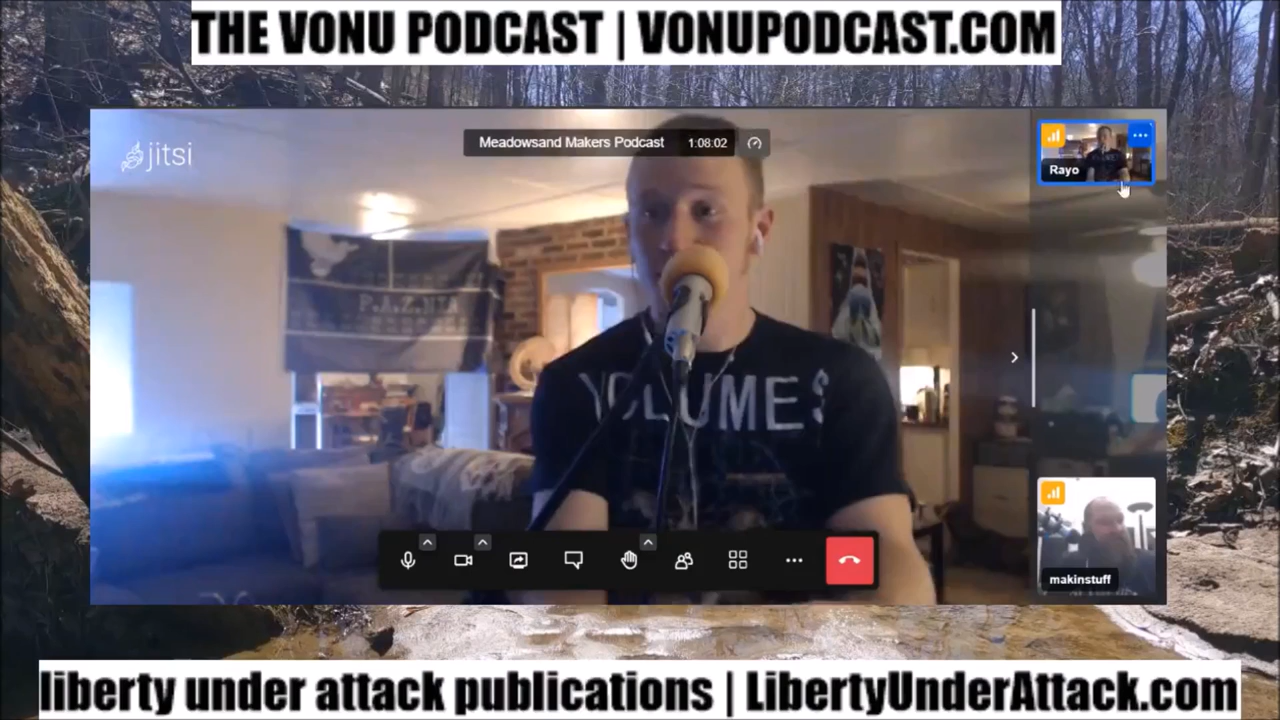 THE VONU PODCAST | VONUPODCAST.COM
jitsi
Meadowsand Makers Podcast 1:08:02
Rayo
P.A.Z.NIA
VOLUMES
makinstuff
liberty under attack publications | LibertyUnderAttack.com